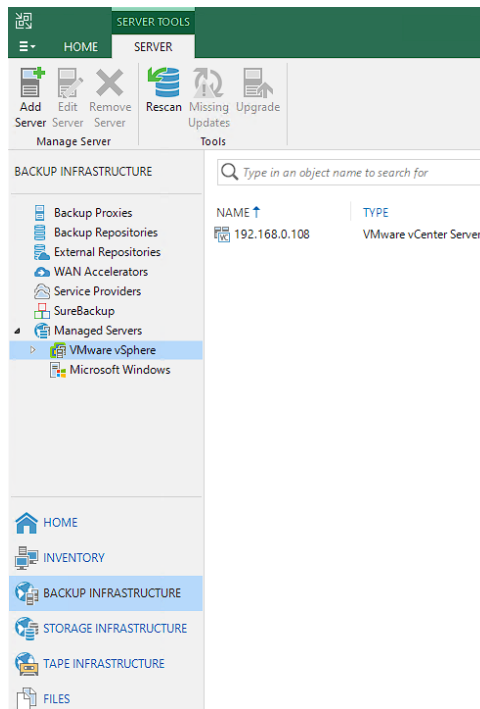 SERVER TOOLS
HOME SERVER
Add Server
Edit Server
Remove Server
Rescan
Missing Updates
Upgrade
Manage Server
Tools
BACKUP INFRASTRUCTURE
Type in an object name to search for
Backup Proxies
Backup Repositories
External Repositories
WAN Accelerators
Service Providers
SureBackup
Managed Servers
VMware vSphere
Microsoft Windows
NAME TYPE
192.168.0.108 VMware vCenter Server
HOME
INVENTORY
BACKUP INFRASTRUCTURE
STORAGE INFRASTRUCTURE
TAPE INFRASTRUCTURE
FILES